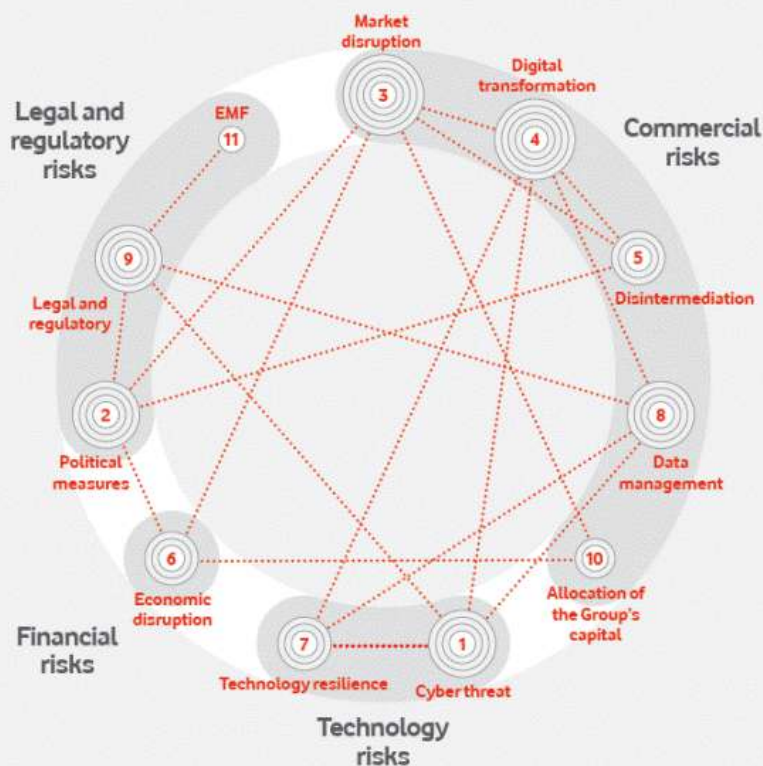 Market
disruption
3
Digital
transformation
4
Commercial
risks
5
Disintermediation
8
Data
management
10
Allocation of
the Group's
capital
1
Cyber threat
7
Technology resilience
Technology
risks
6
Economic
disruption
Financial
risks
2
Political
measures
9
Legal and
regulatory
EMF
11
Legal and
regulatory
risks